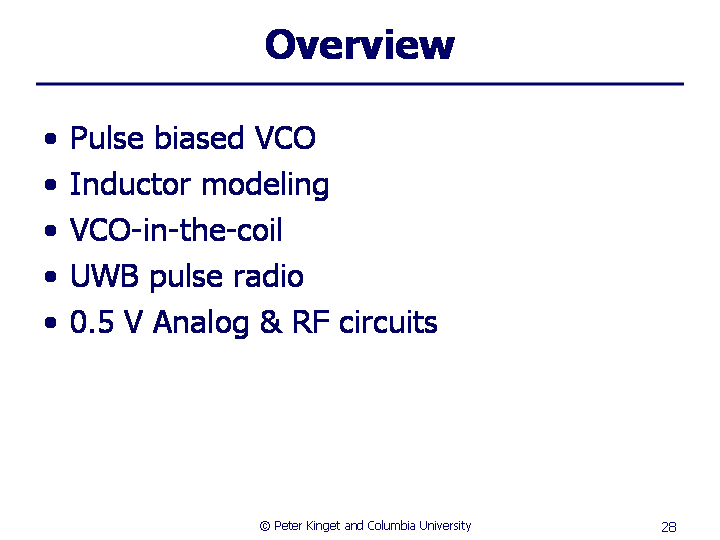 Overview
• Pulse biased VCO
• Inductor modeling
• VCO-in-the-coil
• UWB pulse radio
• 0.5 V Analog & RF circuits
© Peter Kinget and Columbia University
28